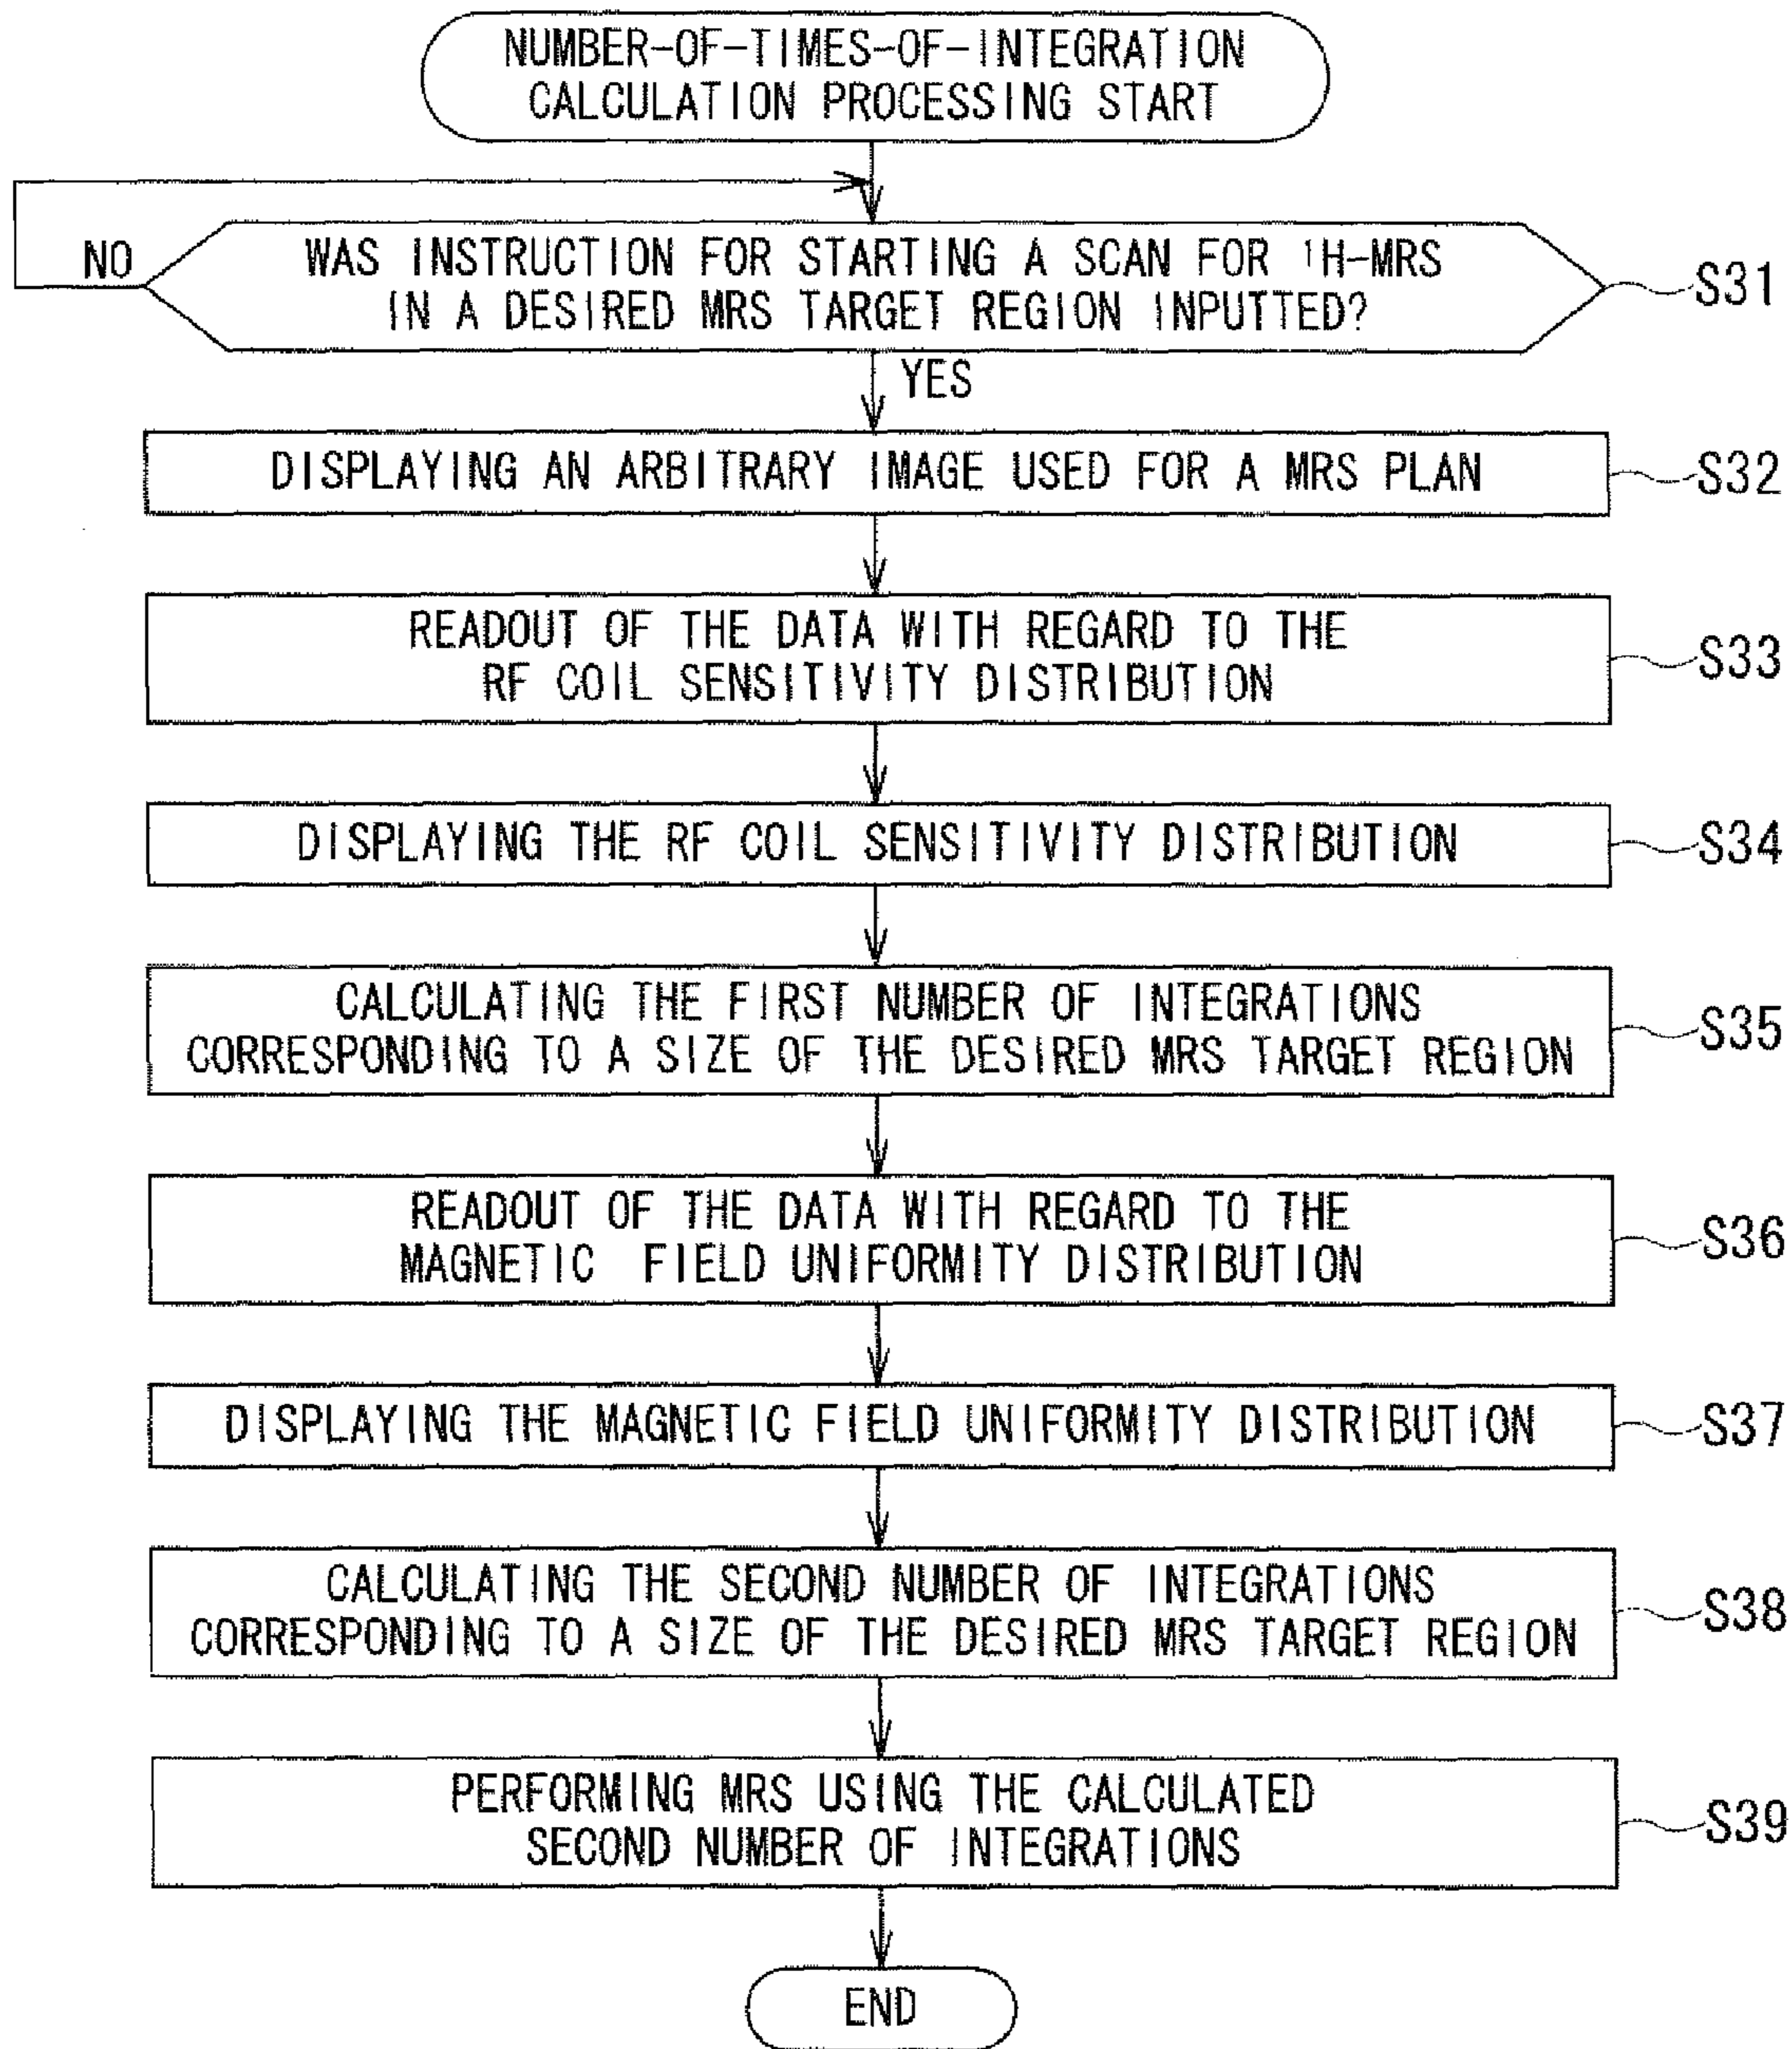 NUMBER-OF-TIMES-OF-INTEGRATION
CALCULATION PROCESSING START
NO
WAS INSTRUCTION FOR STARTING A SCAN FOR ¹H-MRS
IN A DESIRED MRS TARGET REGION INPUTTED?
S31
YES
DISPLAYING AN ARBITRARY IMAGE USED FOR A MRS PLAN
S32
READOUT OF THE DATA WITH REGARD TO THE
RF COIL SENSITIVITY DISTRIBUTION
S33
DISPLAYING THE RF COIL SENSITIVITY DISTRIBUTION
S34
CALCULATING THE FIRST NUMBER OF INTEGRATIONS
CORRESPONDING TO A SIZE OF THE DESIRED MRS TARGET REGION
S35
READOUT OF THE DATA WITH REGARD TO THE
MAGNETIC FIELD UNIFORMITY DISTRIBUTION
S36
DISPLAYING THE MAGNETIC FIELD UNIFORMITY DISTRIBUTION
S37
CALCULATING THE SECOND NUMBER OF INTEGRATIONS
CORRESPONDING TO A SIZE OF THE DESIRED MRS TARGET REGION
S38
PERFORMING MRS USING THE CALCULATED
SECOND NUMBER OF INTEGRATIONS
S39
END